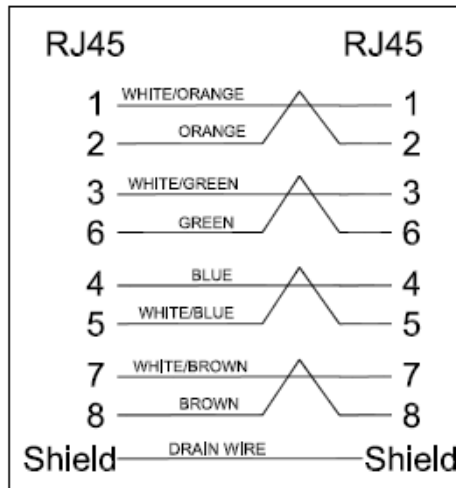 RJ45 RJ45
1 WHITE/ORANGE 1
2 ORANGE 2
3 WHITE/GREEN 3
6 GREEN 6
4 BLUE 4
5 WHITE/BLUE 5
7 WHITE/BROWN 7
8 BROWN 8
Shield DRAIN WIRE Shield